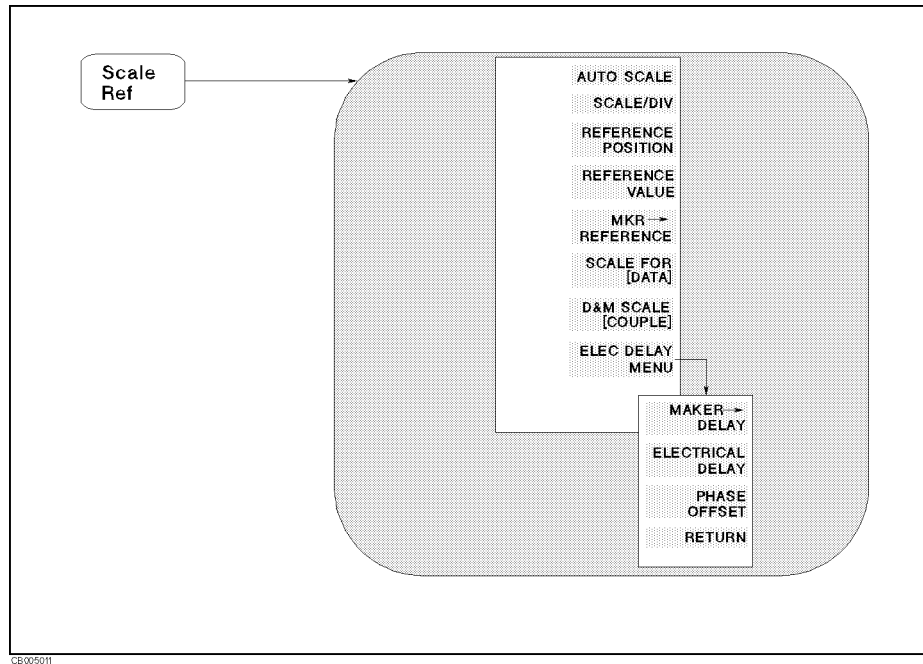 Scale
Ref
AUTO SCALE
SCALE/DIV
REFERENCE
POSITION
REFERENCE
VALUE
MKR→
REFERENCE
SCALE FOR
[DATA]
D&M SCALE
[COUPLE]
ELEC DELAY
MENU
MAKER→
DELAY
ELECTRICAL
DELAY
PHASE
OFFSET
RETURN
CB005011